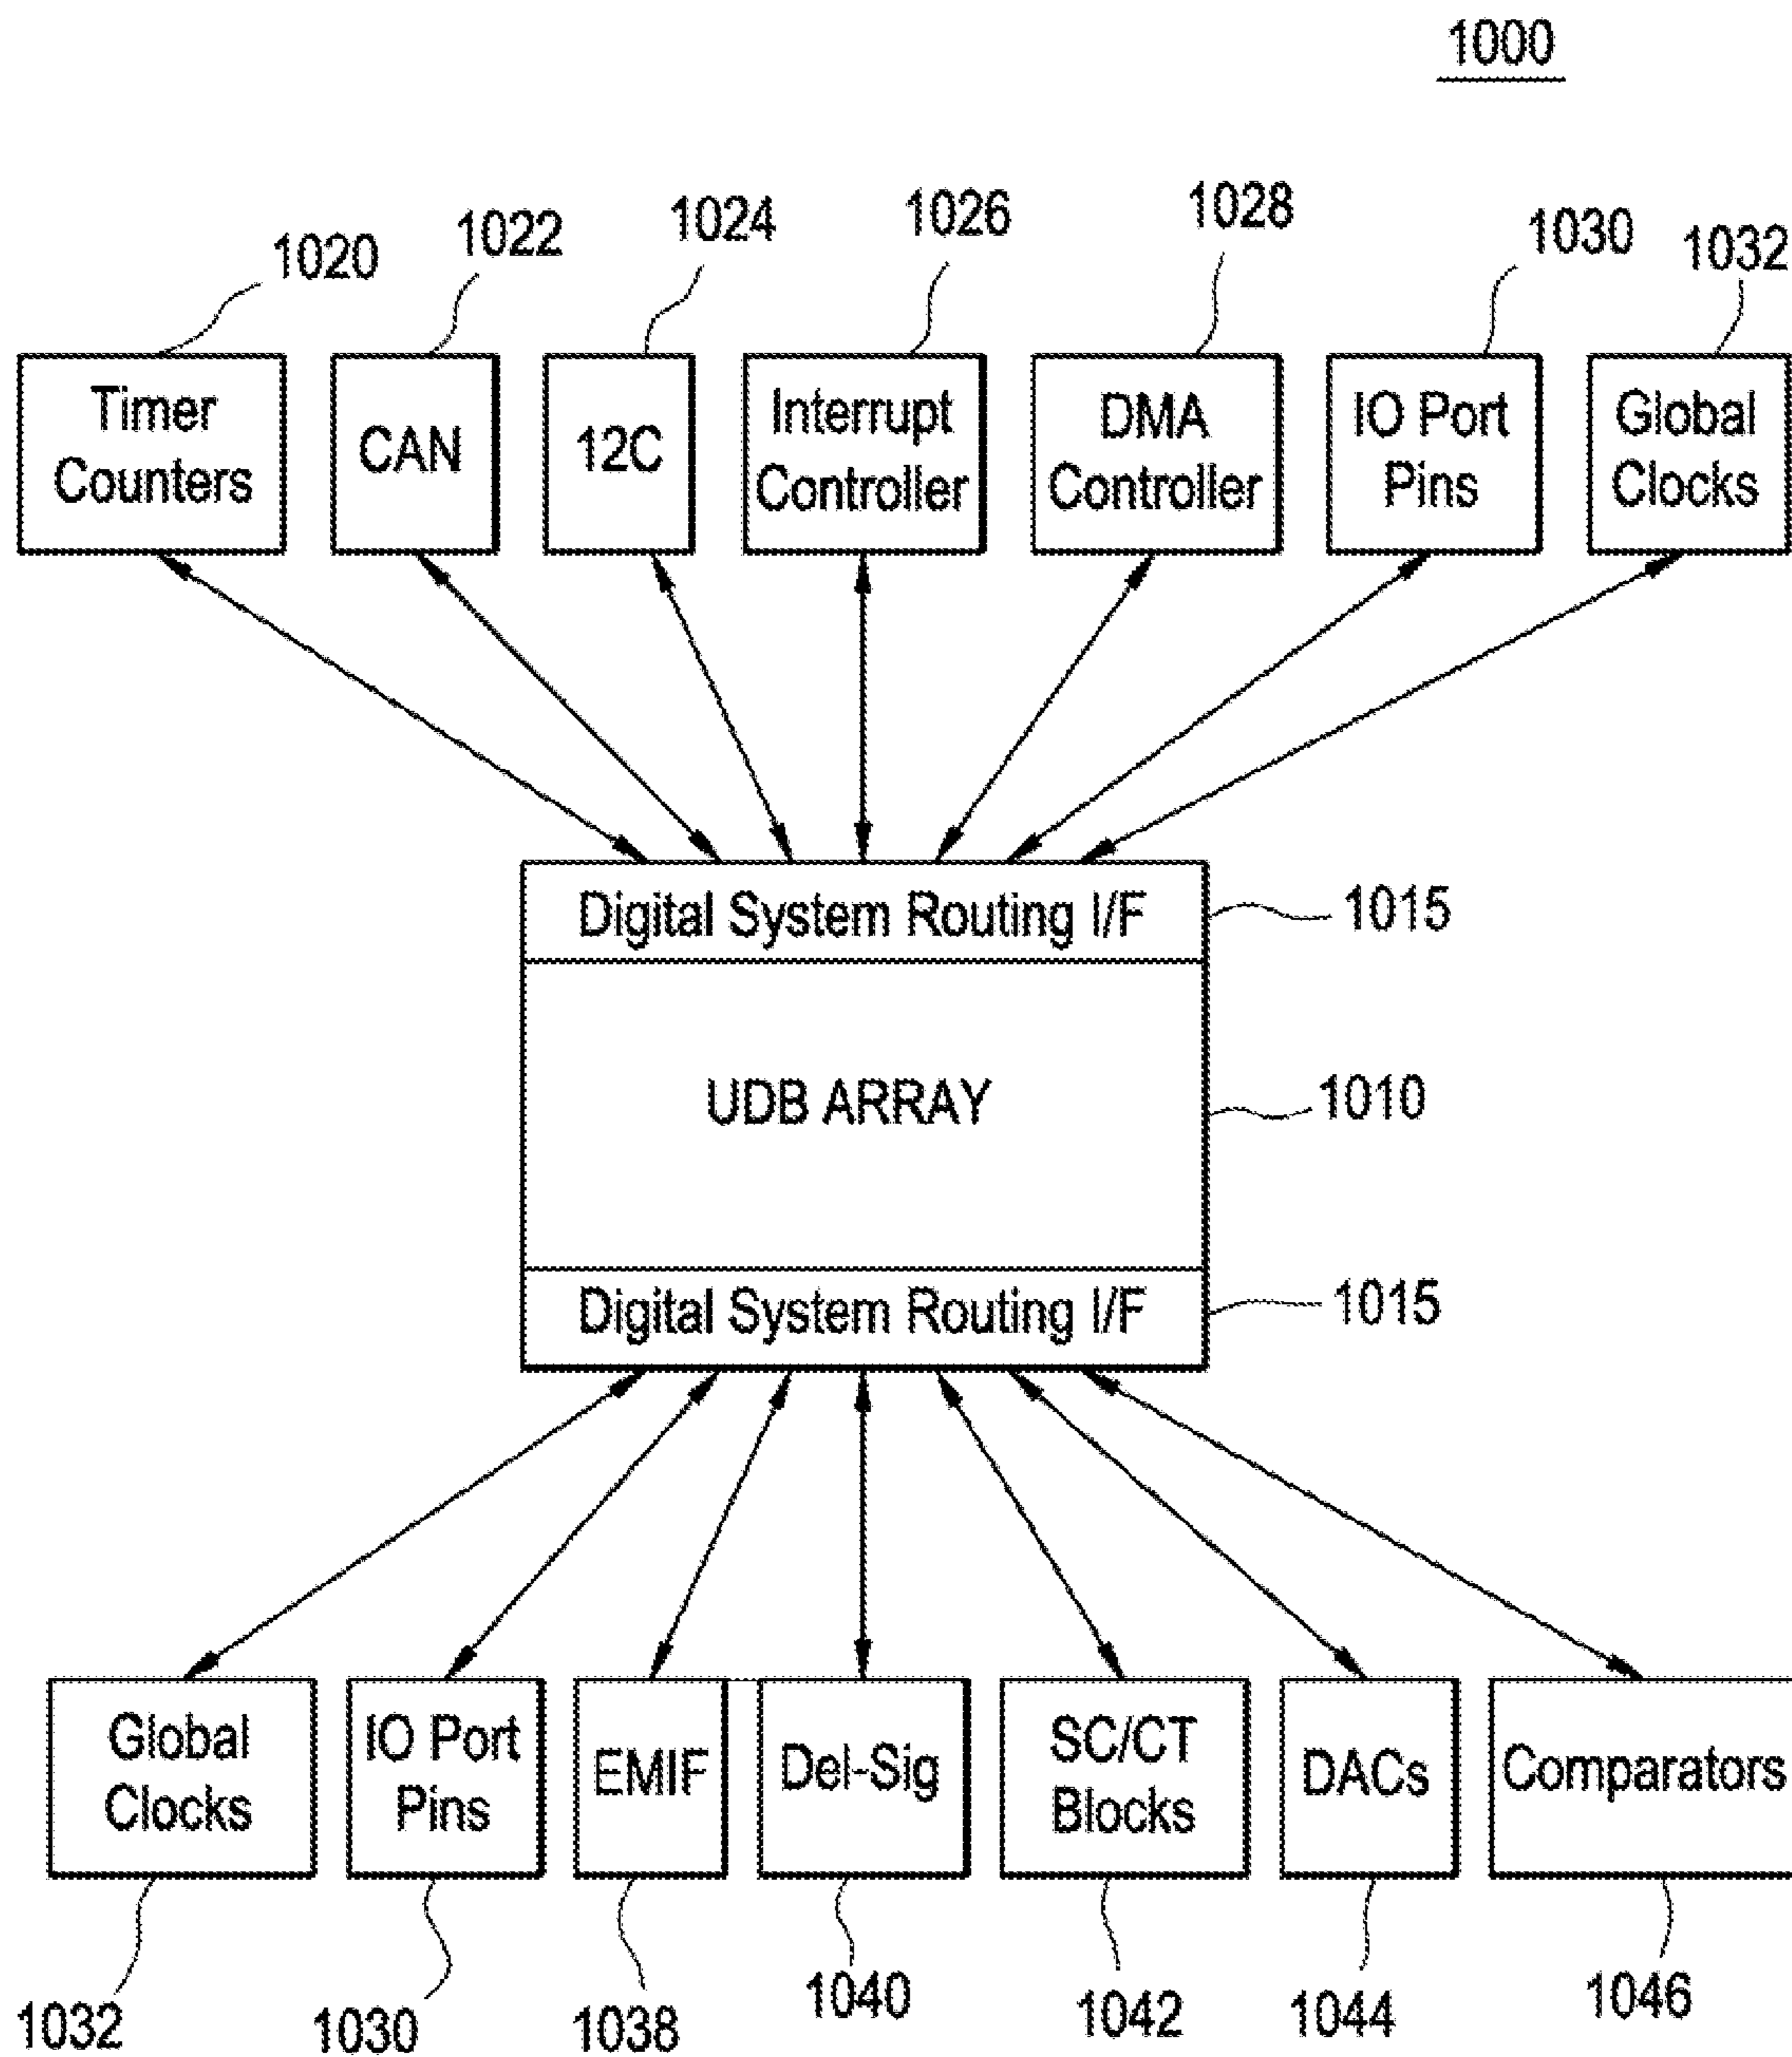 1000
1020
1022
1024
1026
1028
1030
1032
Timer
Counters
CAN
12C
Interrupt
Controller
DMA
Controller
IO Port
Pins
Global
Clocks
Digital System Routing I/F
1015
UDB ARRAY
1010
Digital System Routing I/F
1015
Global
Clocks
IO Port
Pins
EMIF
Del-Sig
SC/CT
Blocks
DACs
Comparators
1032
1030
1038
1040
1042
1044
1046